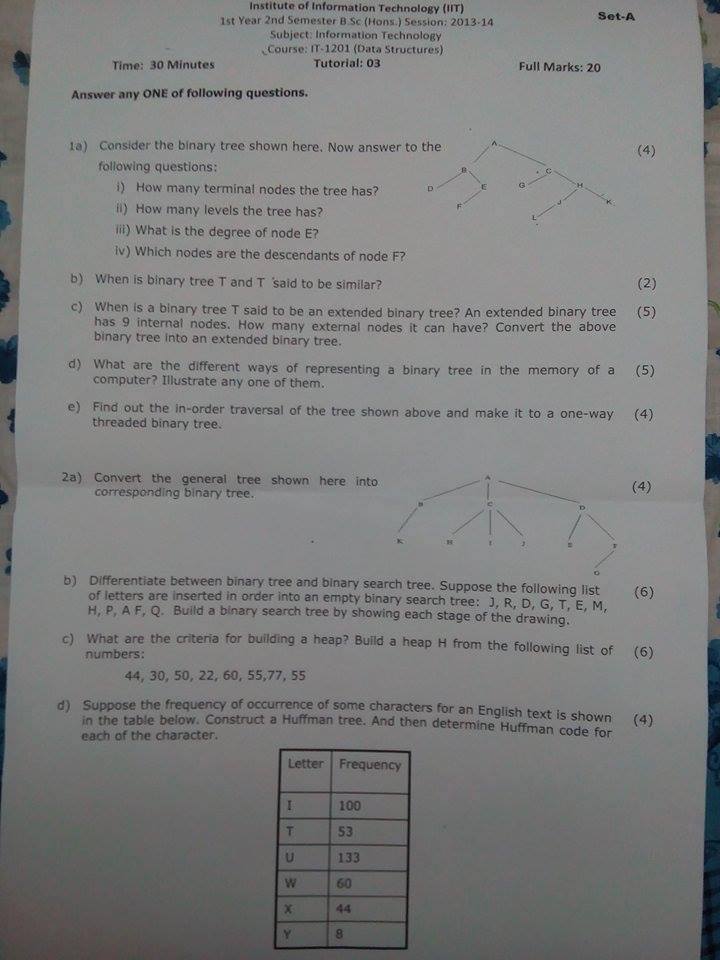 Institute of Information Technology (IIT)
1st Year 2nd Semester B.Sc (Hons.) Session: 2013-14
Set-A
Subject: Information Technology
Course: IT-1201 (Data Structures)
Time: 30 Minutes
Tutorial: 03
Full Marks: 20
Answer any ONE of following questions.
1a) Consider the binary tree shown here. Now answer to the
following questions:
(4)
i) How many terminal nodes the tree has?
ii) How many levels the tree has?
iii) What is the degree of node E?
iv) Which nodes are the descendants of node F?
A
B
C
D
E
G
H
F
J
K
L
b) When is binary tree T and T 'said to be similar?
(2)
c) When is a binary tree T said to be an extended binary tree? An extended binary tree
(5)
has 9 internal nodes. How many external nodes it can have? Convert the above
binary tree into an extended binary tree.
d) What are the different ways of representing a binary tree in the memory of a
(5)
computer? Illustrate any one of them.
e) Find out the in-order traversal of the tree shown above and make it to a one-way
(4)
threaded binary tree.
2a) Convert the general tree shown here into
(4)
corresponding binary tree.
A
B
C
D
K
H
I
J
E
F
G
b) Differentiate between binary tree and binary search tree. Suppose the following list
(6)
of letters are inserted in order into an empty binary search tree: J, R, D, G, T, E, M,
H, P, A F, Q. Build a binary search tree by showing each stage of the drawing.
c) What are the criteria for building a heap? Build a heap H from the following list of
(6)
numbers:
44, 30, 50, 22, 60, 55,77, 55
d) Suppose the frequency of occurrence of some characters for an English text is shown
(4)
in the table below. Construct a Huffman tree. And then determine Huffman code for
each of the character.
Letter Frequency
I 100
T 53
U 133
W 60
X 44
Y 8